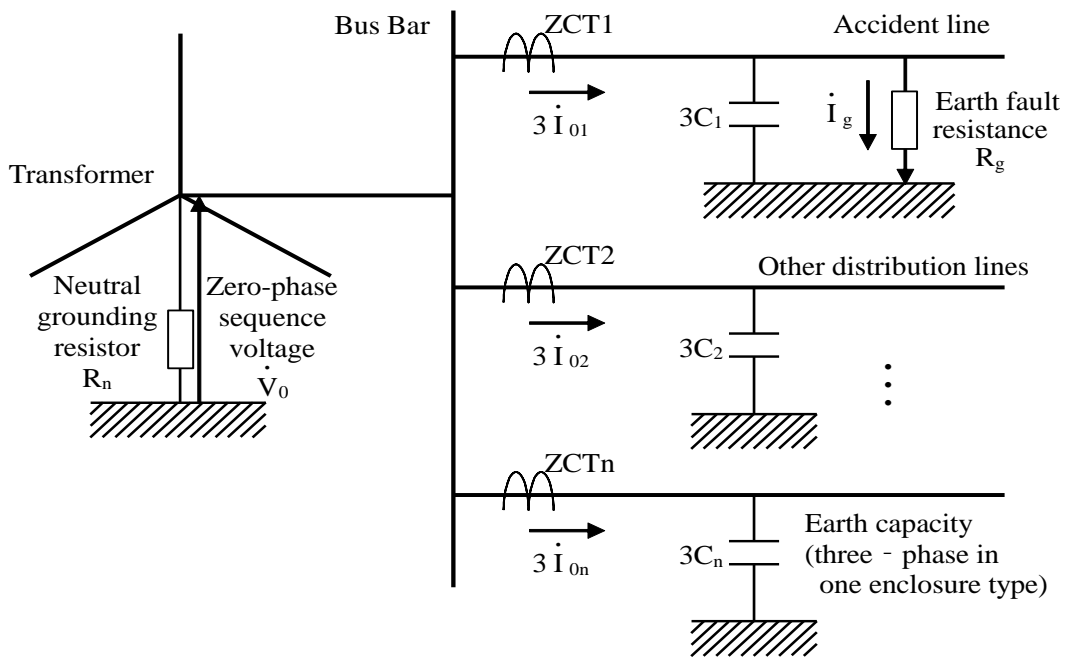 Bus Bar
ZCT1
Accident line
3 İ01
3C1
İg
Earth fault
resistance
Rg
Transformer
Neutral
grounding
resistor
Rn
Zero-phase
sequence
voltage
V̇0
ZCT2
Other distribution lines
3 İ02
3C2
ZCTn
3 İ0n
3Cn
Earth capacity
(three - phase in
one enclosure type)